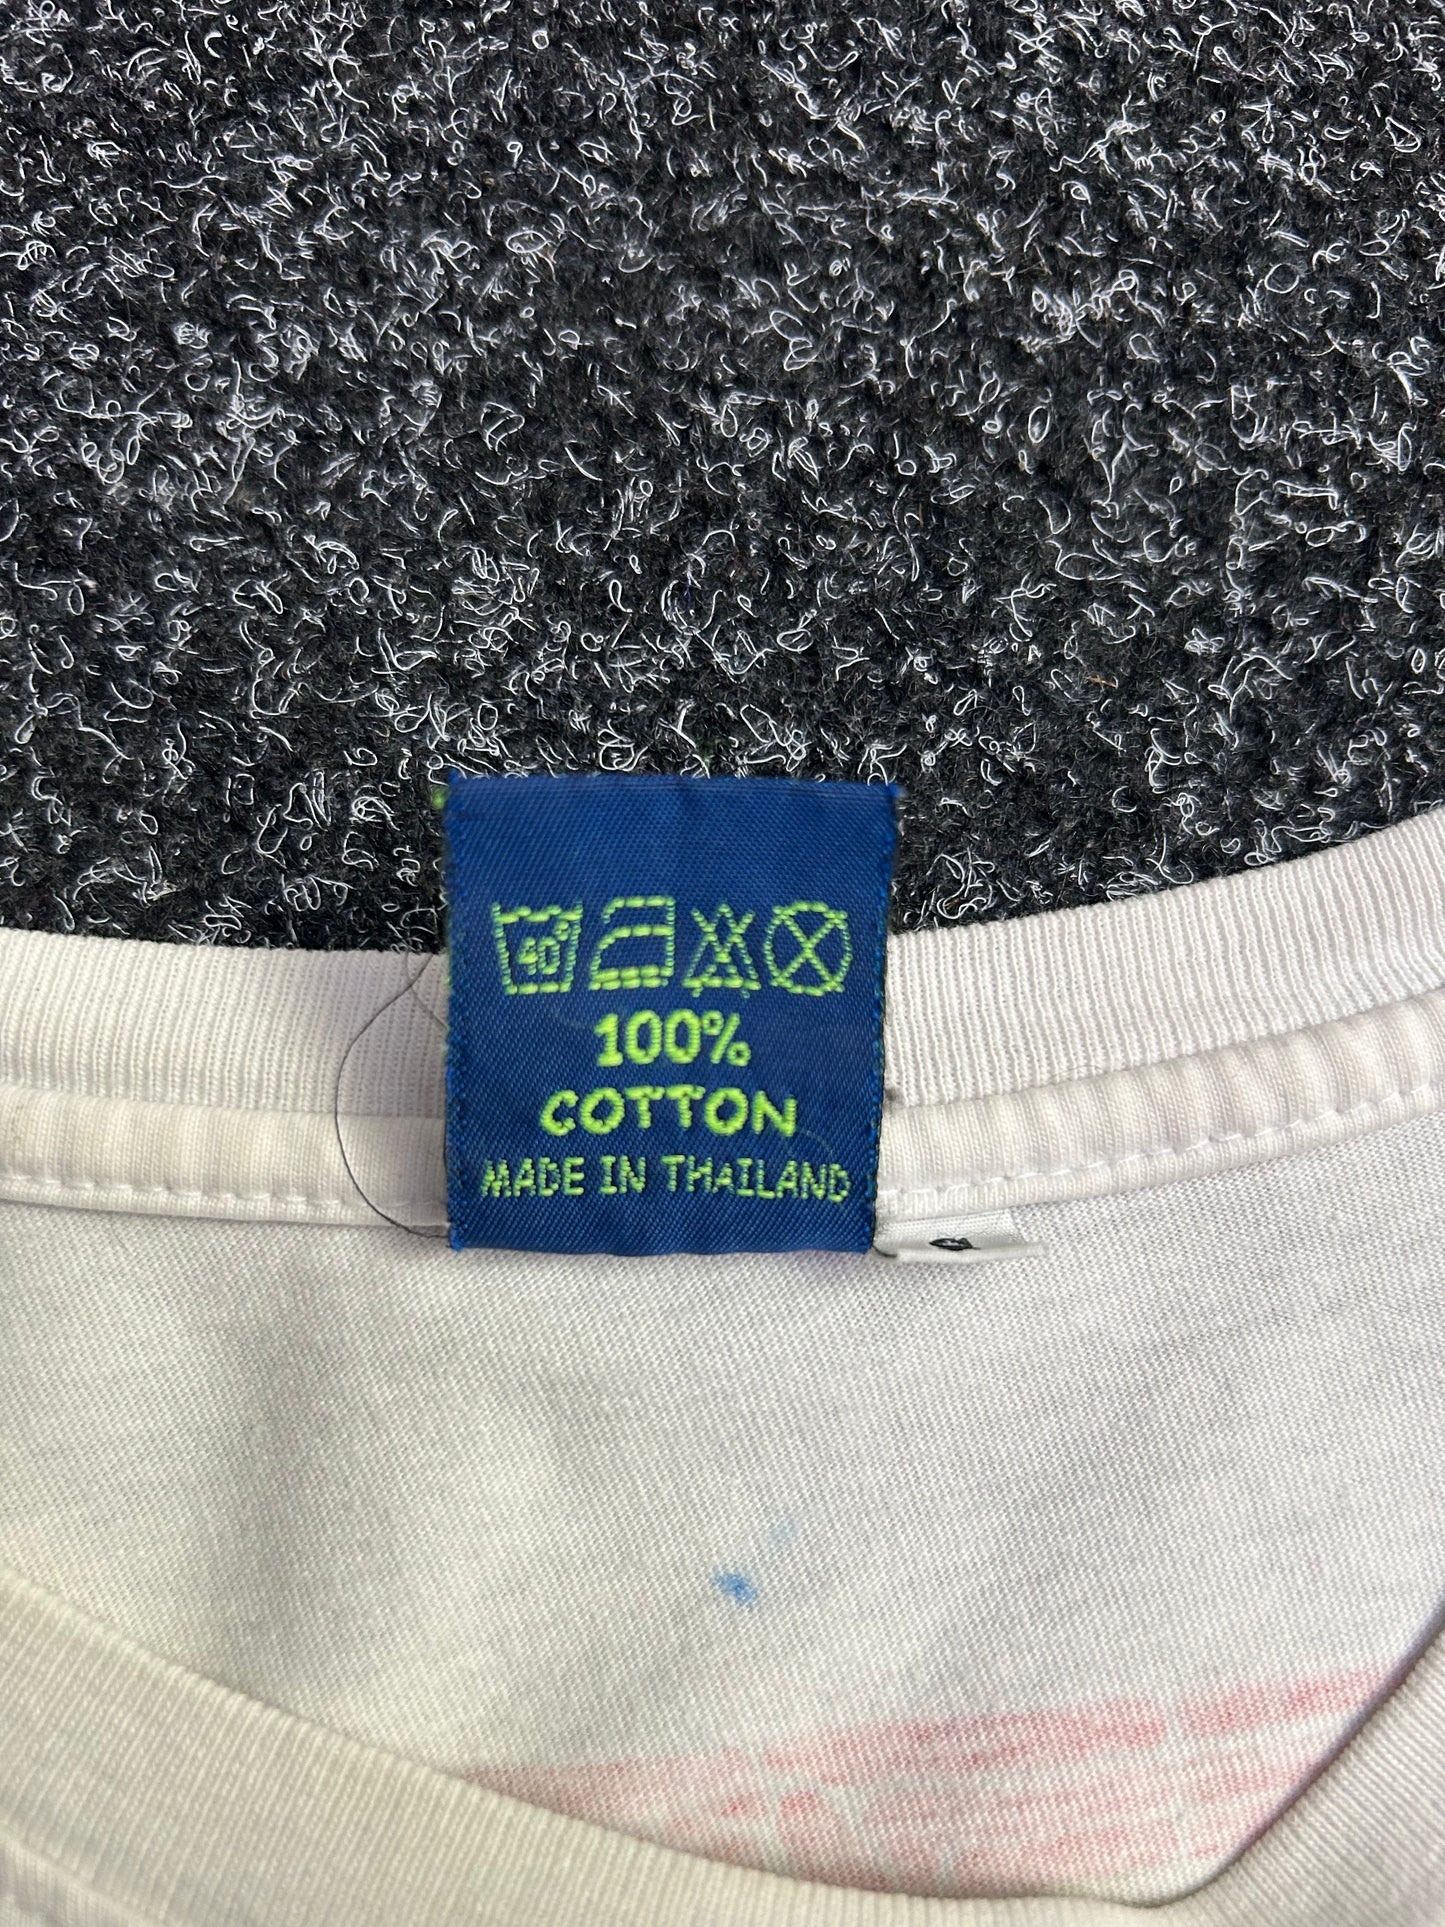 40°
100%
COTTON
MADE IN THAILAND